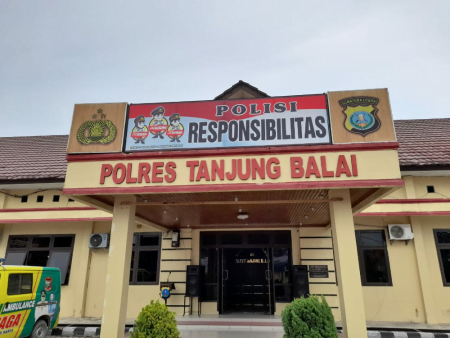 POLISI
RESPONSIBILITAS
POLRES TANJUNG BALAI
AMBULANCE